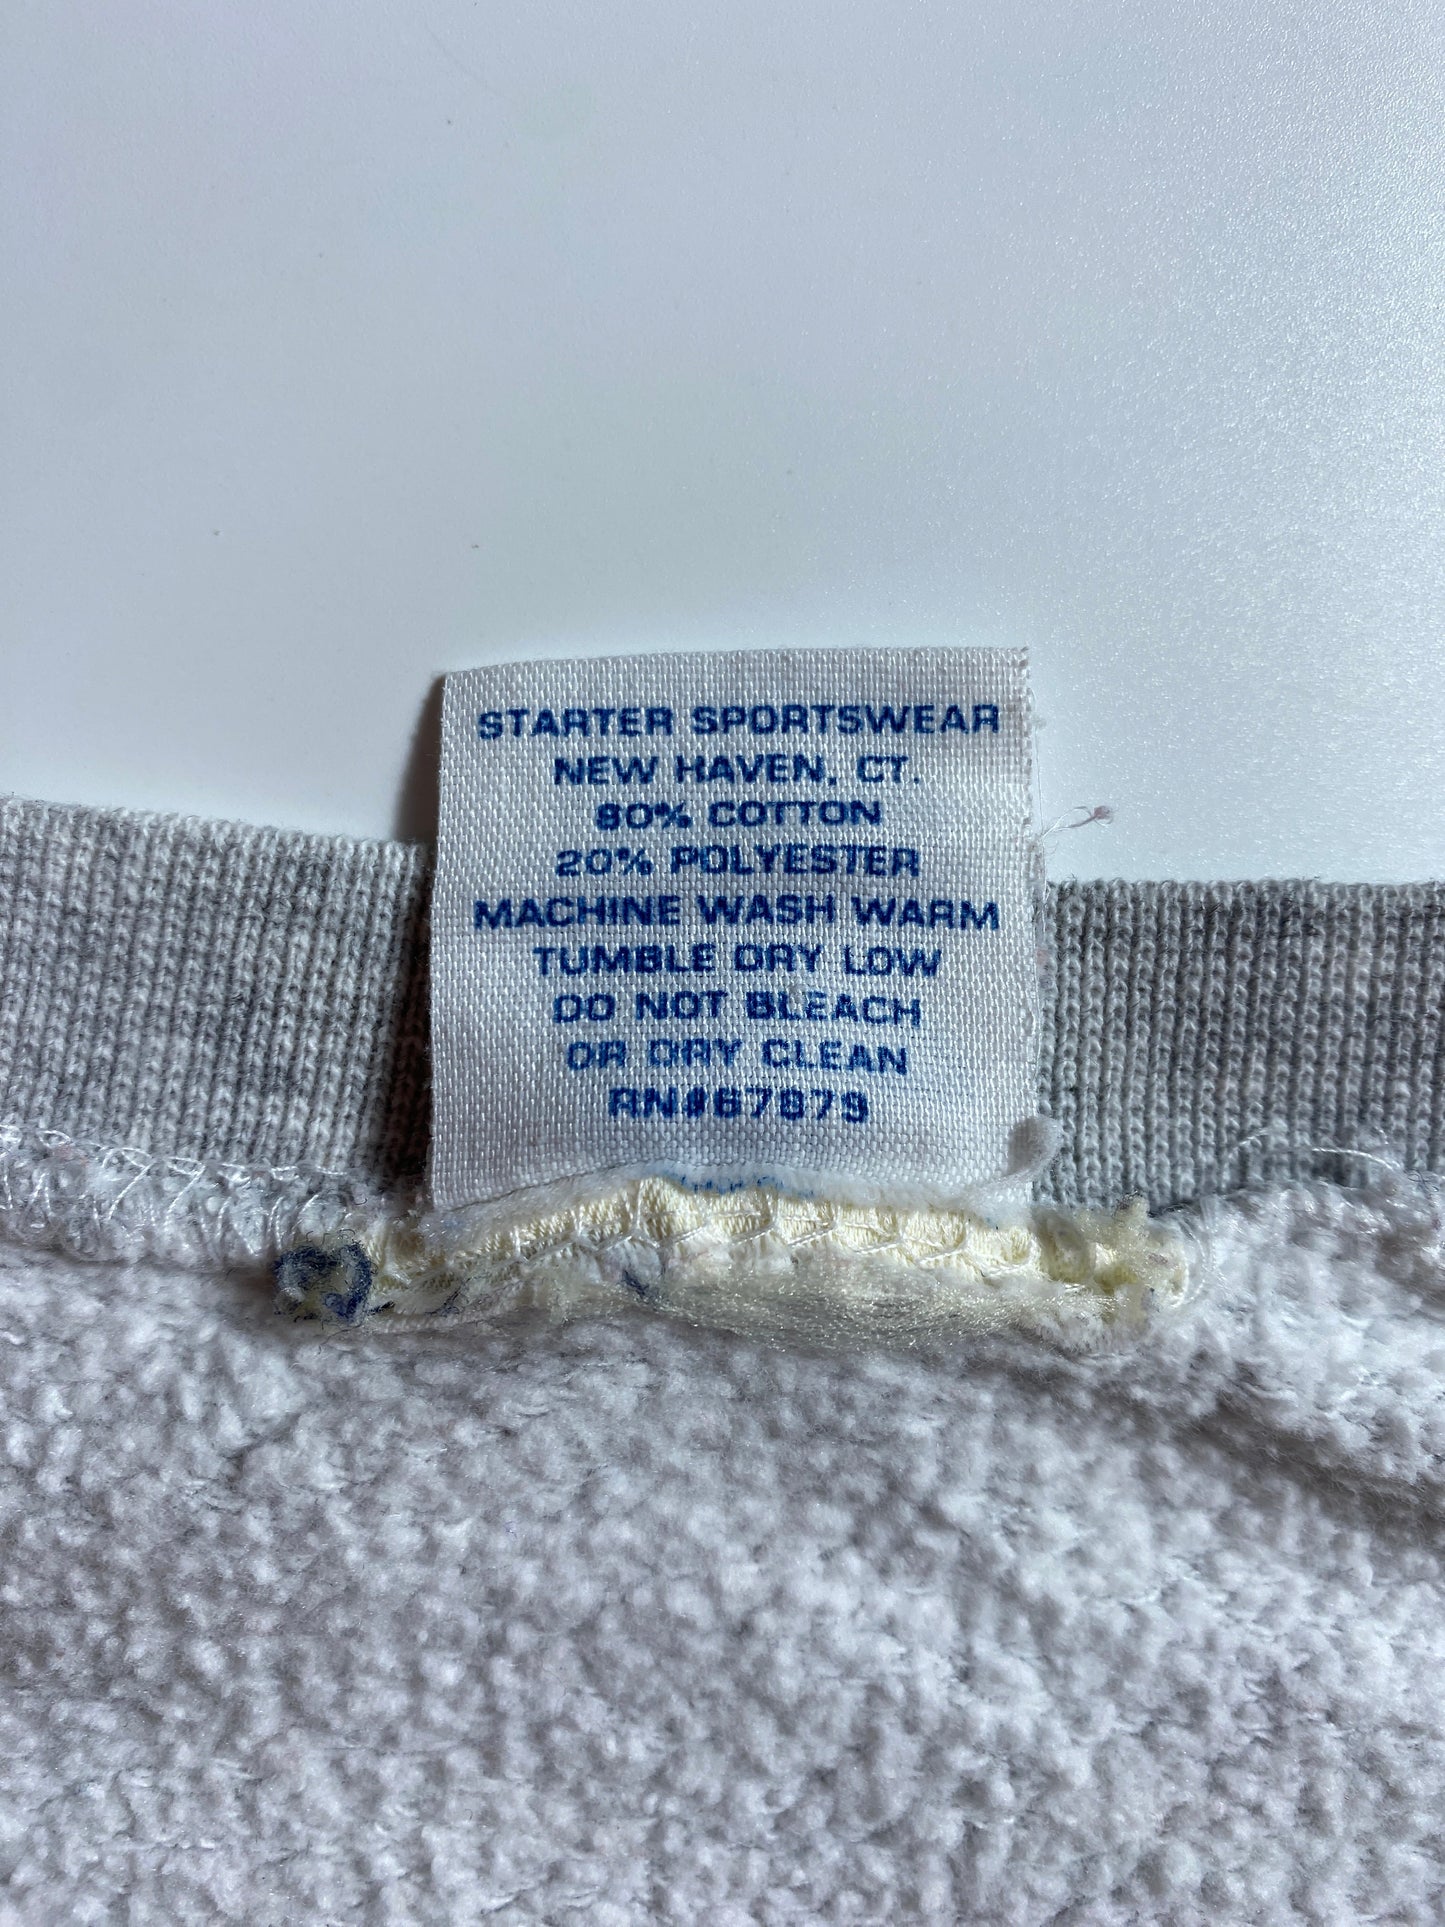 STARTER SPORTSWEAR
NEW HAVEN, CT.
80% COTTON
20% POLYESTER
MACHINE WASH WARM
TUMBLE DRY LOW
DO NOT BLEACH
OR DRY CLEAN
RN#67879